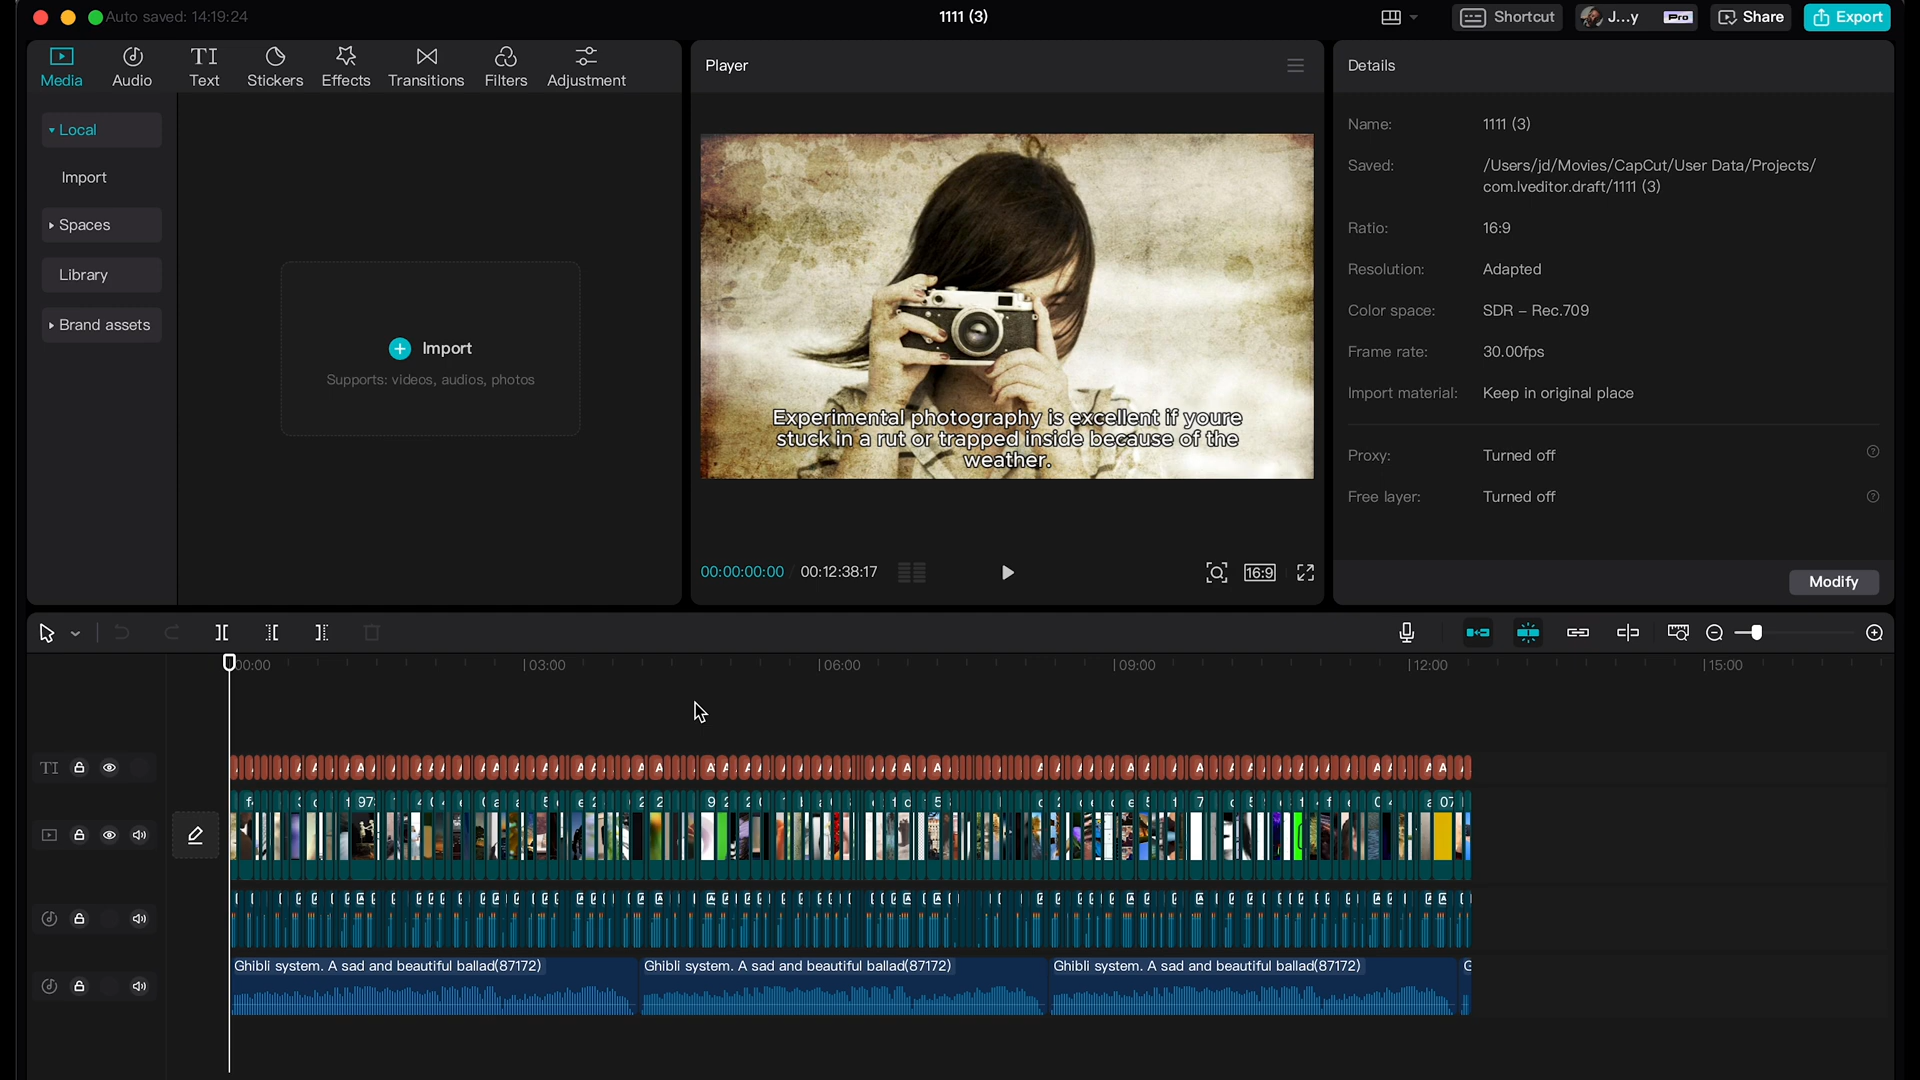 Auto saved: 14:19:24
1111 (3)
Shortcut
J...y
Pro
Share
Export
Media
Audio
Text
Stickers
Effects
Transitions
Filters
Adjustment
Local
Import
Spaces
Library
Brand assets
Import
Supports: videos, audios, photos
Player
Experimental photography is excellent if youre
stuck in a rut or trapped inside because of the
weather.
00:00:00:00
00:12:38:17
16:9
Details
Name: 1111 (3)
Saved: /Users/jd/Movies/CapCut/User Data/Projects/
com.lveditor.draft/1111 (3)
Ratio: 16:9
Resolution: Adapted
Color space: SDR – Rec.709
Frame rate: 30.00fps
Import material: Keep in original place
Proxy: Turned off
Free layer: Turned off
Modify
00:00
03:00
06:00
09:00
12:00
15:00
TI
Ghibli system. A sad and beautiful ballad(87172)
Ghibli system. A sad and beautiful ballad(87172)
Ghibli system. A sad and beautiful ballad(87172)